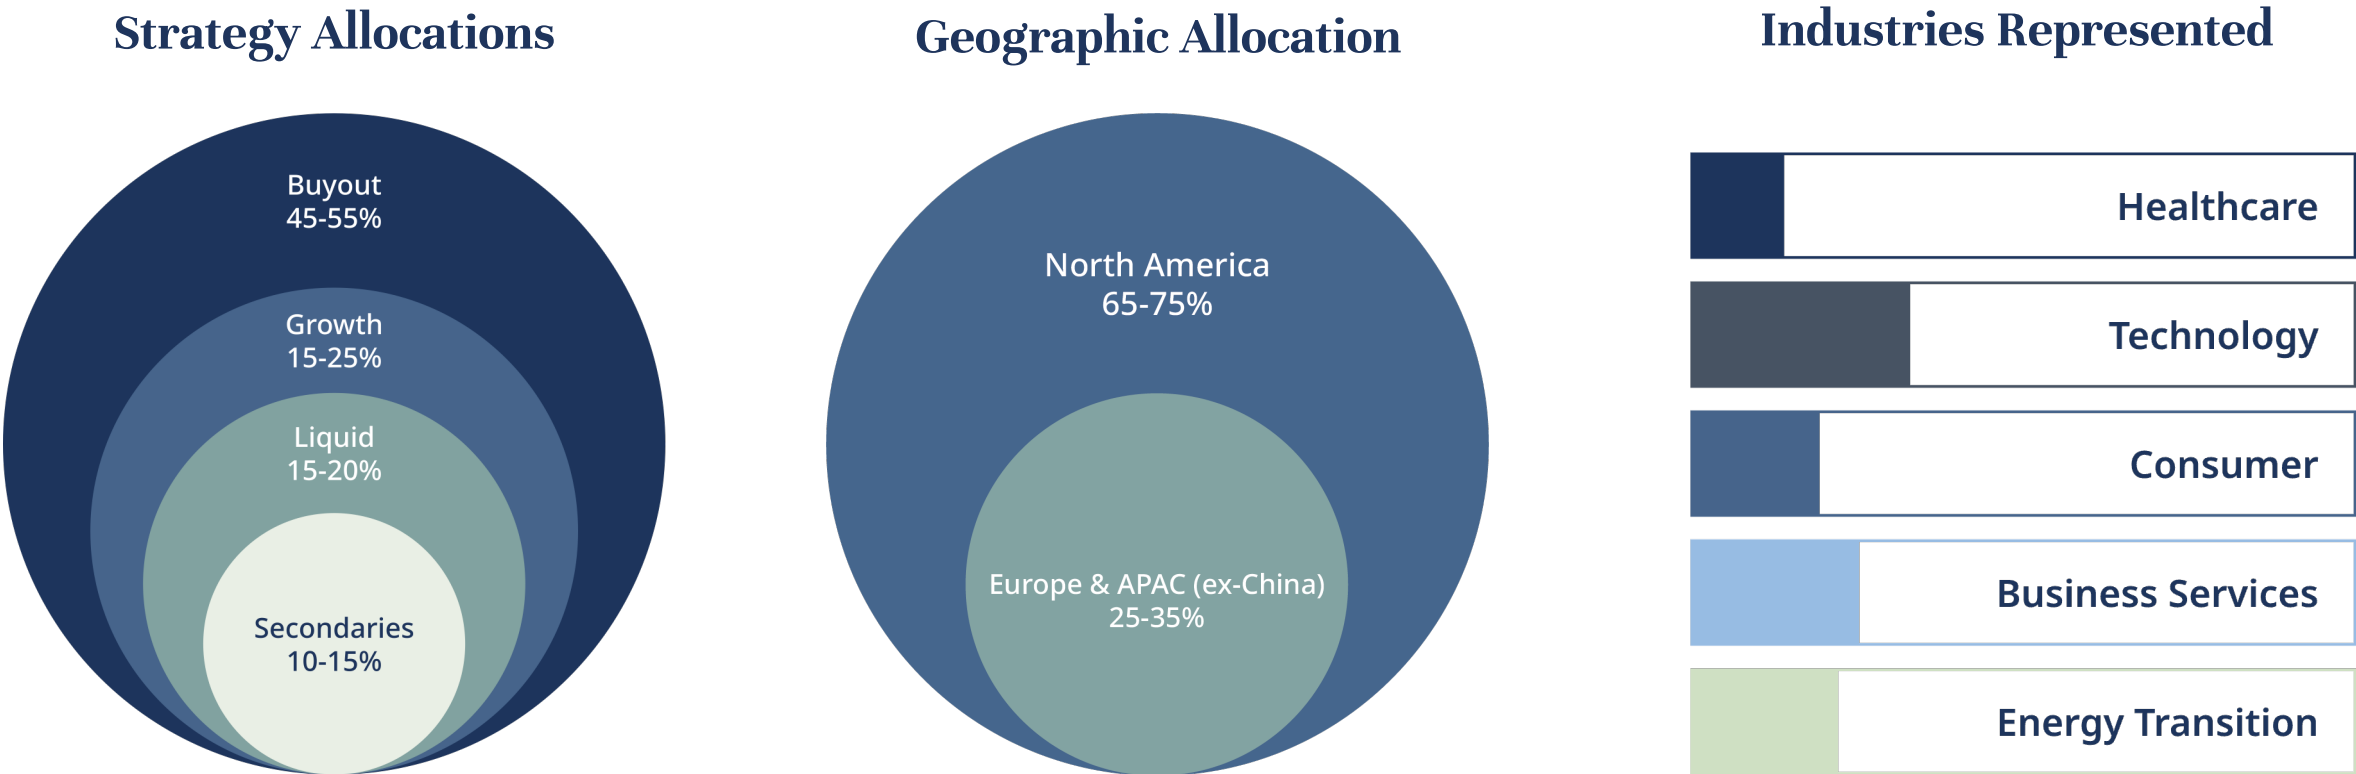 Strategy Allocations
Buyout
45-55%
Growth
15-25%
Liquid
15-20%
Secondaries
10-15%
Geographic Allocation
North America
65-75%
Europe & APAC (ex-China)
25-35%
Industries Represented
Healthcare
Technology
Consumer
Business Services
Energy Transition